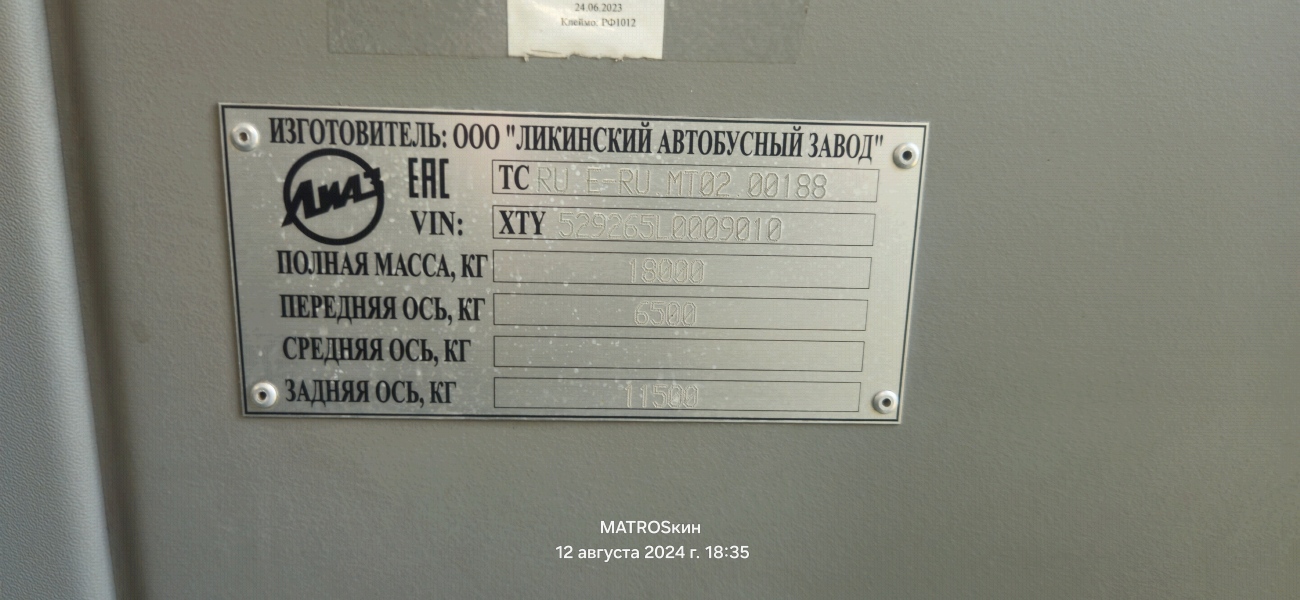 24.06.2023
Клеймо: РФ1012
ИЗГОТОВИТЕЛЬ: ООО "ЛИКИНСКИЙ АВТОБУСНЫЙ ЗАВОД"
ЛиАЗ
ЕАС
ТС RU E-RU MT02 00188
VIN: XTY 529265L0009010
ПОЛНАЯ МАССА, КГ 18000
ПЕРЕДНЯЯ ОСЬ, КГ 6500
СРЕДНЯЯ ОСЬ, КГ
ЗАДНЯЯ ОСЬ, КГ 11500
MATROSкин
12 августа 2024 г. 18:35